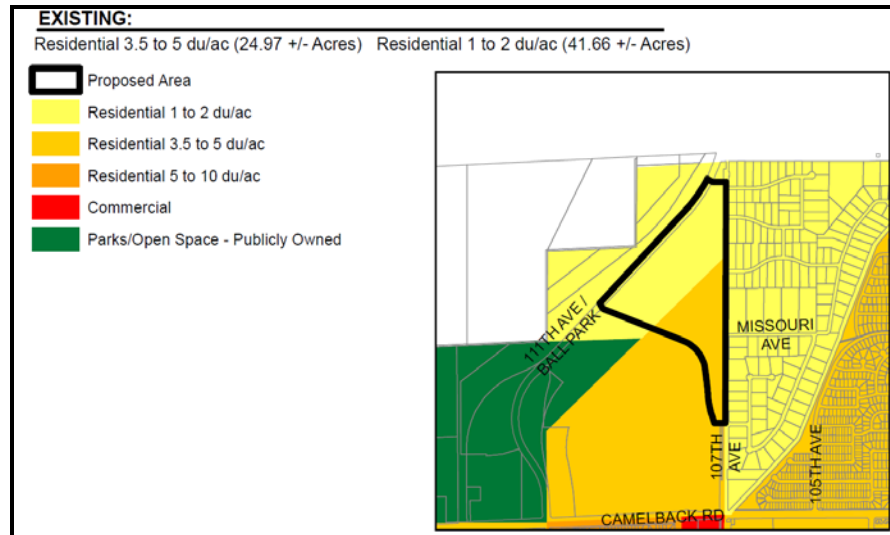 EXISTING:
Residential 3.5 to 5 du/ac (24.97 +/- Acres) Residential 1 to 2 du/ac (41.66 +/- Acres)
Proposed Area
Residential 1 to 2 du/ac
Residential 3.5 to 5 du/ac
Residential 5 to 10 du/ac
Commercial
Parks/Open Space - Publicly Owned
111TH AVE /
BALL PARK
MISSOURI
AVE
107TH
AVE
105TH AVE
CAMELBACK RD